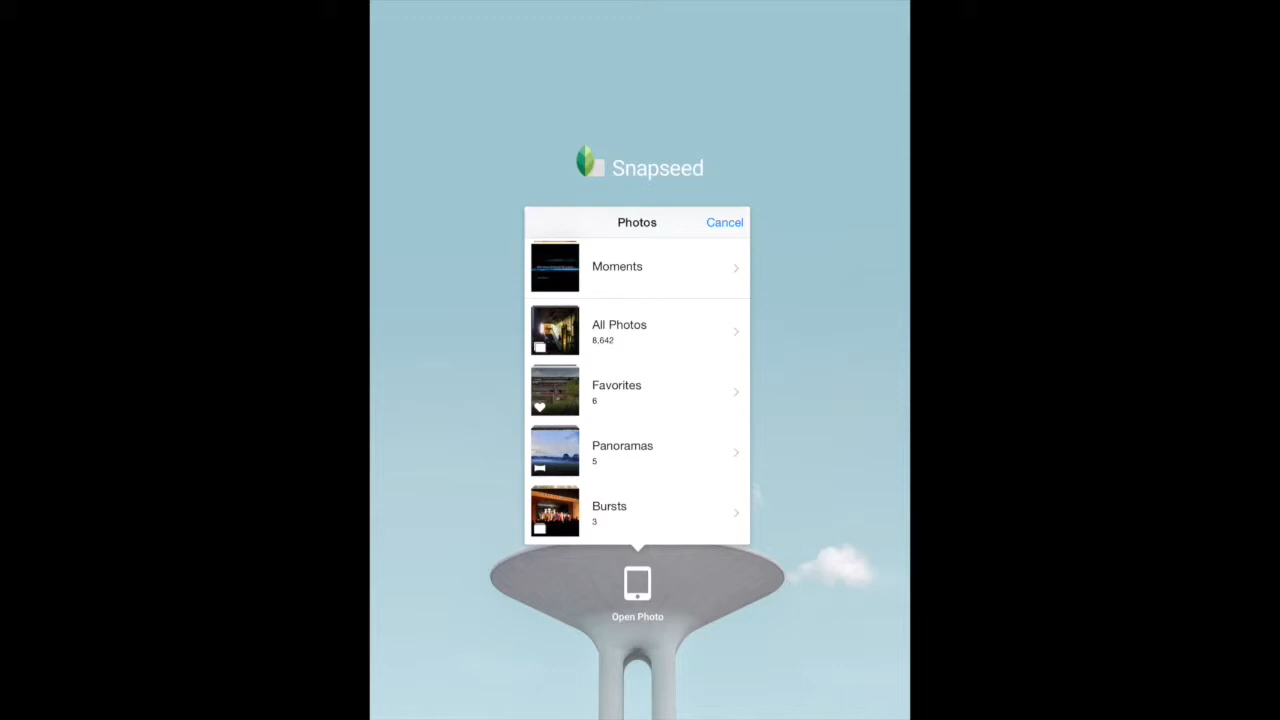 Snapseed
Photos Cancel
Moments
All Photos
8,642
Favorites
6
Panoramas
5
Bursts
3
Open Photo